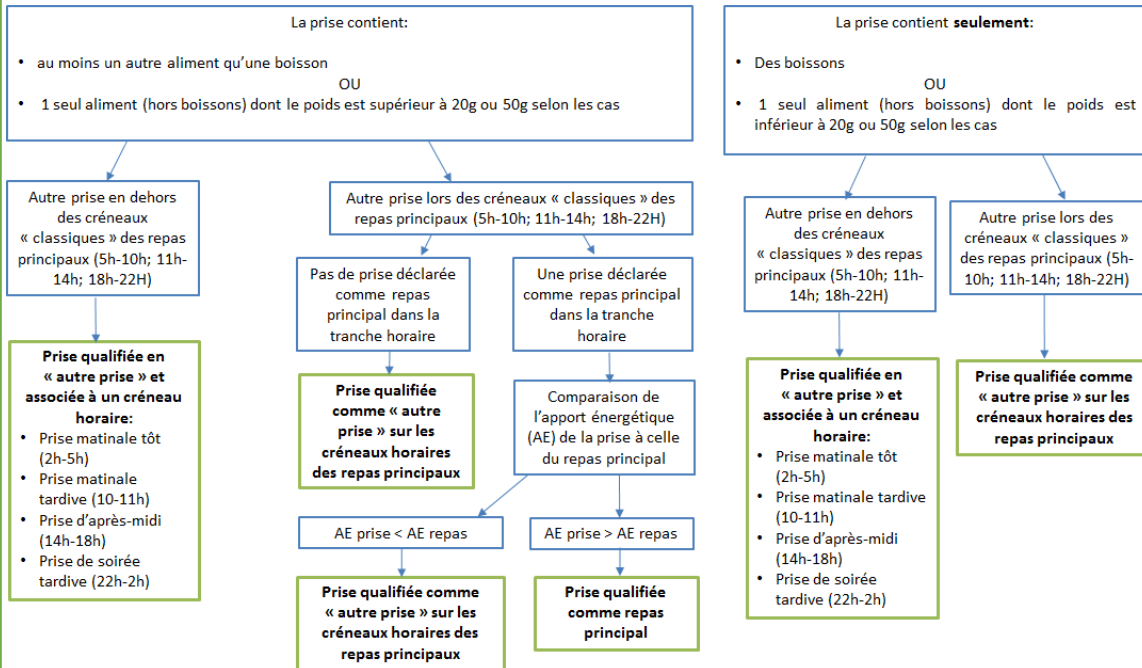 La prise contient:
• au moins un autre aliment qu'une boisson
OU
• 1 seul aliment (hors boissons) dont le poids est supérieur à 20g ou 50g selon les cas
La prise contient seulement:
• Des boissons
OU
• 1 seul aliment (hors boissons) dont le poids est
inférieur à 20g ou 50g selon les cas
Autre prise en dehors
des créneaux
« classiques » des repas
principaux (5h-10h; 11h-
14h; 18h-22H)
Autre prise lors des créneaux « classiques » des
repas principaux (5h-10h; 11h-14h; 18h-22H)
Autre prise en dehors
des créneaux
« classiques » des repas
principaux (5h-10h; 11h-
14h; 18h-22H)
Autre prise lors des
créneaux « classiques »
des repas principaux (5h-
10h; 11h-14h; 18h-22H)
Pas de prise déclarée
comme repas
principal dans la
tranche horaire
Une prise déclarée
comme repas principal
dans la tranche
horaire
Prise qualifiée en
« autre prise » et
associée à un créneau
horaire:
• Prise matinale tôt
(2h-5h)
• Prise matinale
tardive (10-11h)
• Prise d'après-midi
(14h-18h)
• Prise de soirée
tardive (22h-2h)
Prise qualifiée
comme « autre
prise » sur les
créneaux horaires
des repas principaux
Comparaison de
l'apport énergétique
(AE) de la prise à celle
du repas principal
Prise qualifiée en
« autre prise » et
associée à un créneau
horaire:
• Prise matinale tôt
(2h-5h)
• Prise matinale tardive
(10-11h)
• Prise d'après-midi
(14h-18h)
• Prise de soirée
tardive (22h-2h)
Prise qualifiée comme
« autre prise » sur les
créneaux horaires des repas
principaux
AE prise < AE repas
AE prise > AE repas
Prise qualifiée comme
« autre prise » sur les
créneaux horaires des
repas principaux
Prise qualifiée
comme repas
principal